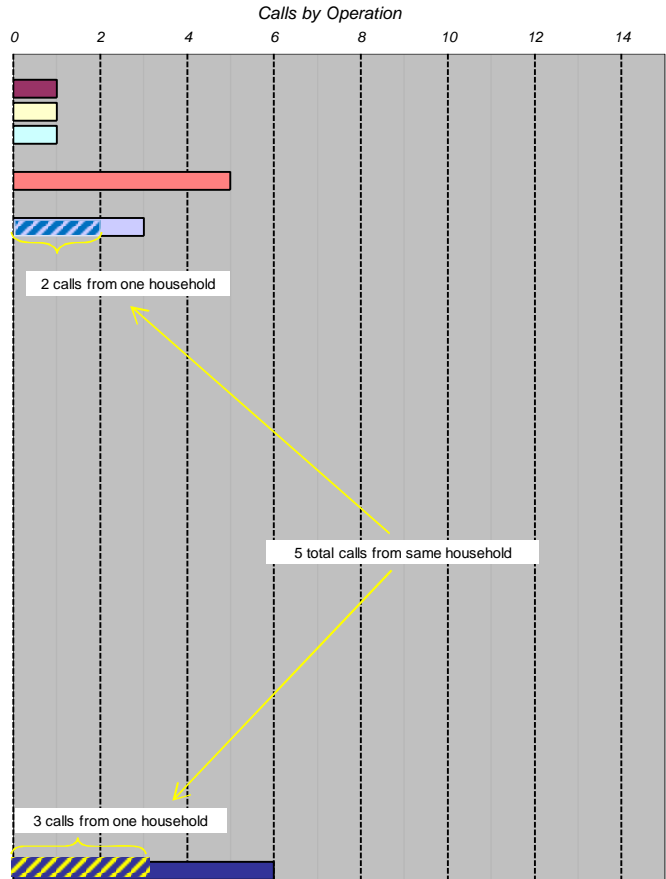 Calls by Operation
0 2 4 6 8 10 12 14
2 calls from one household
5 total calls from same household
3 calls from one household